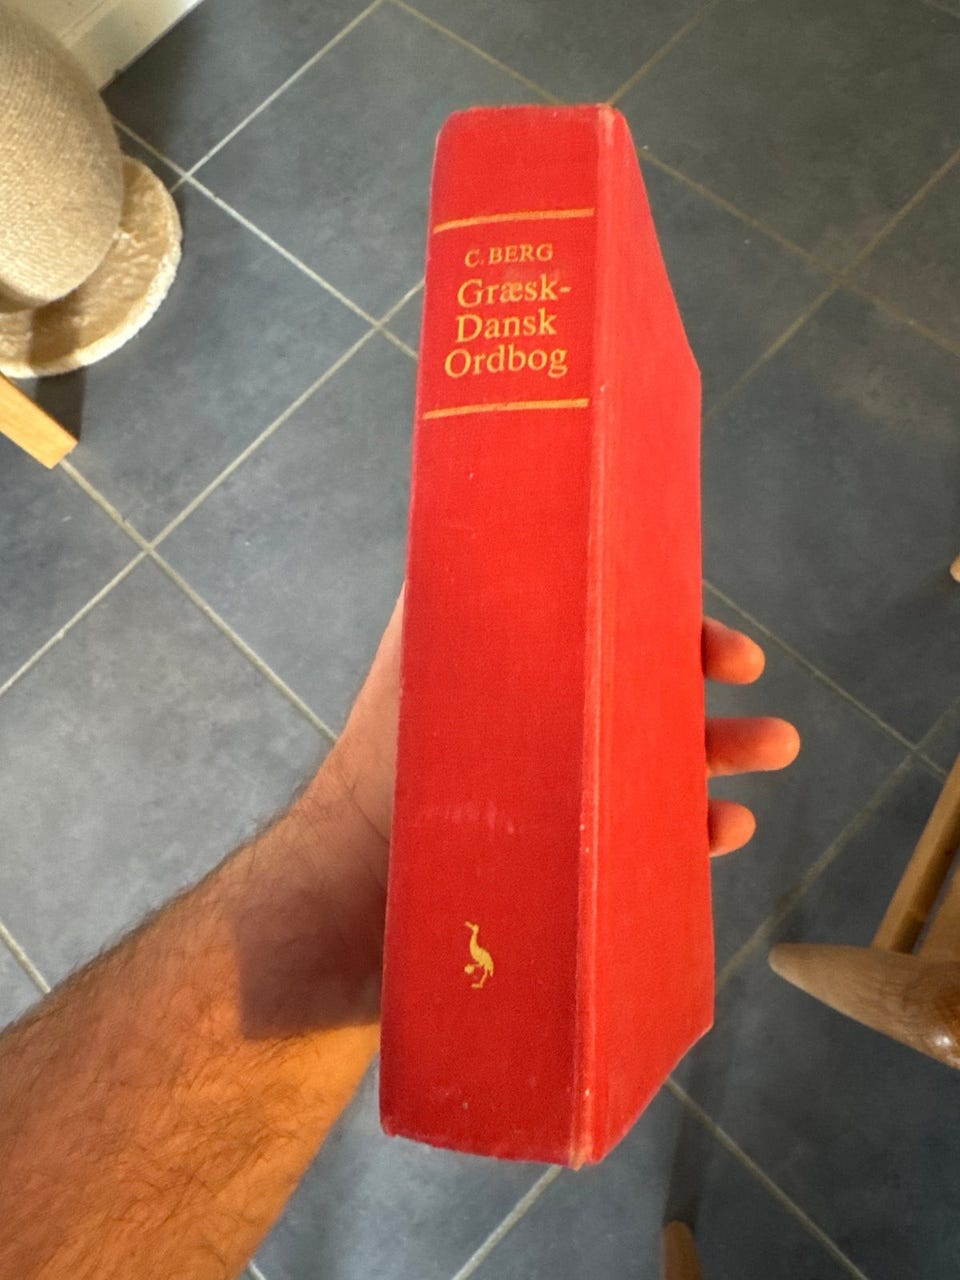 C. BERG
Græsk-
Dansk
Ordbog